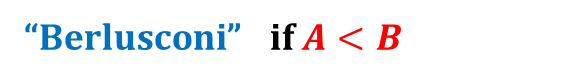 “Berlusconi” if A < B